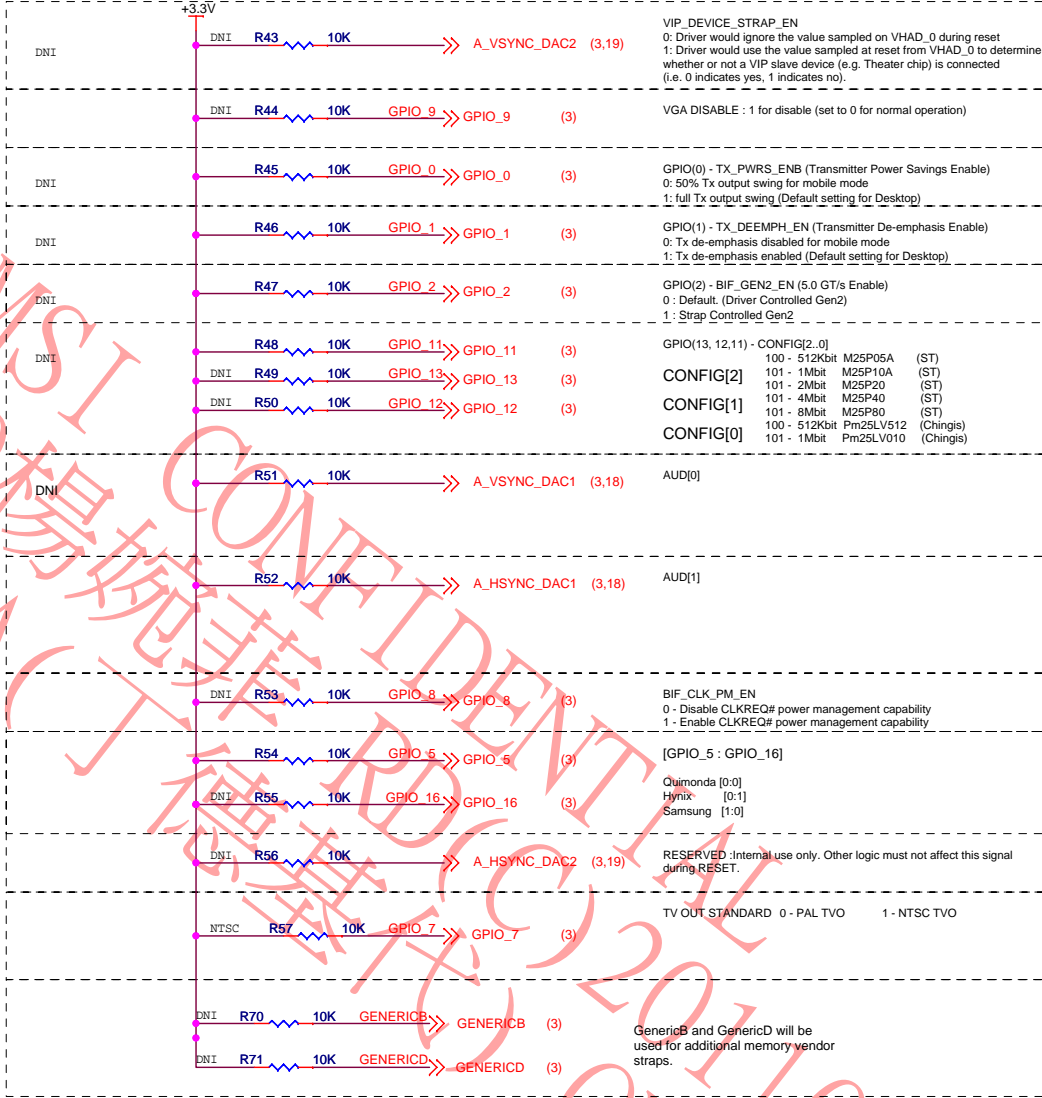 +3.3V
DNI
DNI R43 10K A_VSYNC_DAC2 (3,19)
VIP_DEVICE_STRAP_EN
0: Driver would ignore the value sampled on VHAD_0 during reset
1: Driver would use the value sampled at reset from VHAD_0 to determine
whether or not a VIP slave device (e.g. Theater chip) is connected
(i.e. 0 indicates yes, 1 indicates no).
DNI R44 10K GPIO_9 GPIO_9 (3)
VGA DISABLE : 1 for disable (set to 0 for normal operation)
DNI
R45 10K GPIO_0 GPIO_0 (3)
GPIO(0) - TX_PWRS_ENB (Transmitter Power Savings Enable)
0: 50% Tx output swing for mobile mode
1: full Tx output swing (Default setting for Desktop)
DNI
R46 10K GPIO_1 GPIO_1 (3)
GPIO(1) - TX_DEEMPH_EN (Transmitter De-emphasis Enable)
0: Tx de-emphasis disabled for mobile mode
1: Tx de-emphasis enabled (Default setting for Desktop)
DNI
R47 10K GPIO_2 GPIO_2 (3)
GPIO(2) - BIF_GEN2_EN (5.0 GT/s Enable)
0 : Default. (Driver Controlled Gen2)
1 : Strap Controlled Gen2
DNI
R48 10K GPIO_11 GPIO_11 (3)
DNI R49 10K GPIO_13 GPIO_13 (3)
DNI R50 10K GPIO_12 GPIO_12 (3)
GPIO(13, 12,11) - CONFIG[2..0]
CONFIG[2]
CONFIG[1]
CONFIG[0]
100 - 512Kbit M25P05A (ST)
101 - 1Mbit M25P10A (ST)
101 - 2Mbit M25P20 (ST)
101 - 4Mbit M25P40 (ST)
101 - 8Mbit M25P80 (ST)
100 - 512Kbit Pm25LV512 (Chingis)
101 - 1Mbit Pm25LV010 (Chingis)
DNI
R51 10K A_VSYNC_DAC1 (3,18)
AUD[0]
R52 10K A_HSYNC_DAC1 (3,18)
AUD[1]
DNI R53 10K GPIO_8 GPIO_8 (3)
BIF_CLK_PM_EN
0 - Disable CLKREQ# power management capability
1 - Enable CLKREQ# power management capability
R54 10K GPIO_5 GPIO_5 (3)
DNI R55 10K GPIO_16 GPIO_16 (3)
[GPIO_5 : GPIO_16]
Quimonda [0:0]
Hynix [0:1]
Samsung [1:0]
DNI R56 10K A_HSYNC_DAC2 (3,19)
RESERVED :Internal use only. Other logic must not affect this signal
during RESET.
NTSC R57 10K GPIO_7 GPIO_7 (3)
TV OUT STANDARD 0 - PAL TVO 1 - NTSC TVO
DNI R70 10K GENERICB GENERICB (3)
DNI R71 10K GENERICD GENERICD (3)
GenericB and GenericD will be
used for additional memory vendor
straps.
MSI CONFIDENTIAL
楊婉菲 RD(C) 2011
(丁德基代)